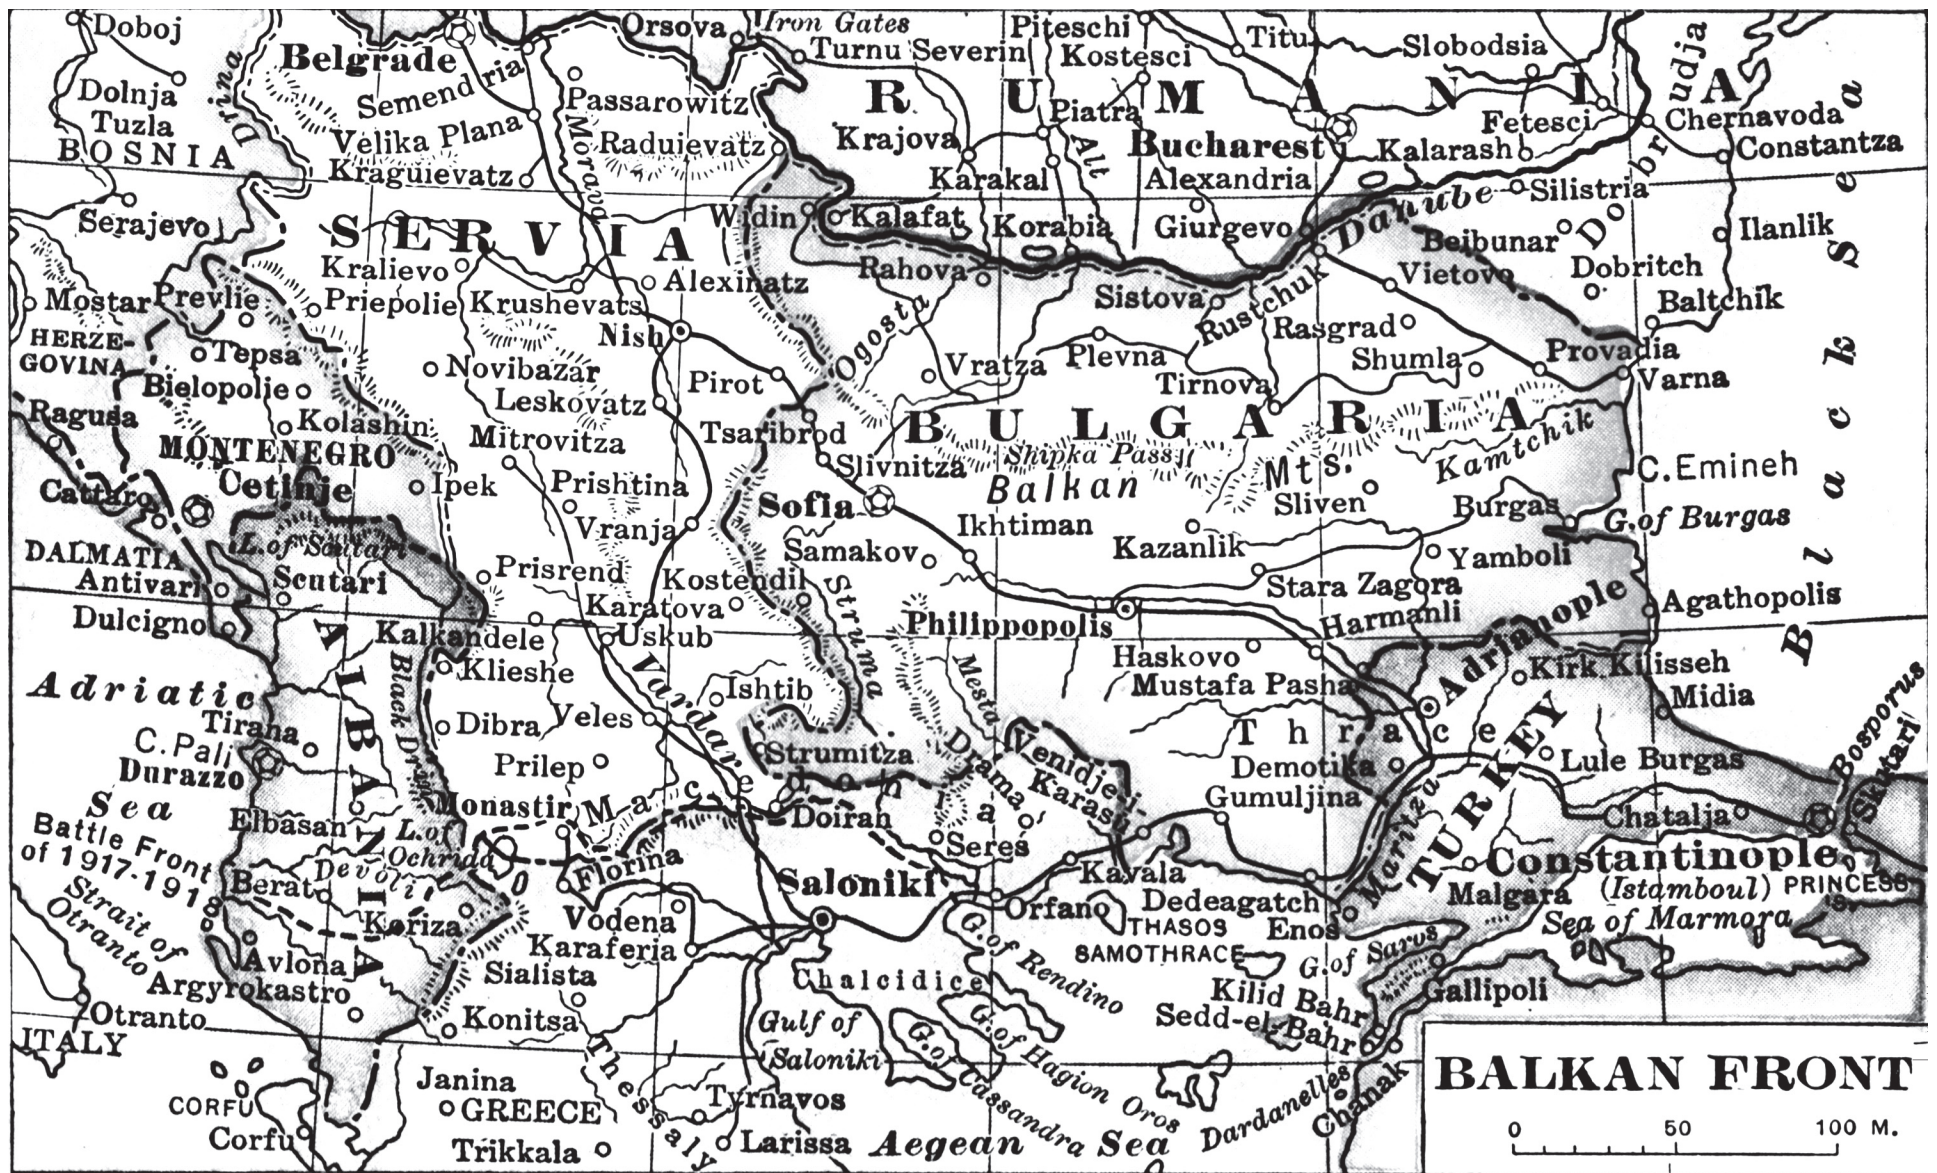 Doboj
Orsova
Iron Gates
Piteschi
Titu
Slobodsia
Belgrade
Turnu Severin
Kostesci
Drina
Semendria
Dolnja
Tuzla
Passarowitz
RUMANIA
udja
Velika Plana
Morava
Raduievatz
Krajova
Piatra
Alt
Bucharest
Fetesci
Chernavoda
BOSNIA
Kraguievatz
Karakal
Alexandria
Kalarash
Constantza
Serajevo
SERVIA
Widin
Kalafat
Korabia
Giurgevo
Danube
Silistria
Dobr
Beibunar
Ilanlik
Kralievo
Alexinatz
Rahova
Sistova
Rustchuk
Vietovo
Dobritch
Mostar
Prevlie
Priepolie
Krushevats
Nish
Ogosta
Rasgrad
Baltchik
HERZE-
GOVINA
Tepsa
Novibazar
Pirot
Vratza
Plevna
Tirnova
Shumla
Provadia
Varna
Bielopolie
Leskovatz
Ragusa
Kolashin
Mitrovitza
Tsaribrod
BULGARIA
Kamtchik
MONTENEGRO
Slivnitza
Shipka Pass
Balkan
Mts.
C.Emineh
Cattaro
Cetinje
Ipek
Prishtina
Sofia
Sliven
Burgas
G.of Burgas
Vranja
Ikhtiman
Kazanlik
Yamboli
DALMATIA
L.of Scutari
Samakov
Black Sea
Antivari
Scutari
Prisrend
Kostendil
Struma
Stara Zagora
Karatova
Philippopolis
Harmanli
Agathopolis
Dulcigno
Kalkandele
Uskub
ALBANIA
Black Drin
Klieshe
Vardar
Mesta
Haskovo
Adrianople
Kirk Kilisseh
Adriatic
Sea
Ishtib
Mustafa Pasha
Midia
Tirana
Dibra
Veles
Thrace
Bosporus
C.Pali
Durazzo
Prilep
Strumitza
Drama
Yenidje-i-
Karasu
Demotika
TURKEY
Lule Burgas
Skutari
Monastir
Macedonia
Gumuljina
Elbasan
L.of
Ochrida
Doiran
Seres
Maritza
Chatalja
Battle Front
of 1917-191
Devoli
Florina
Saloniki
Kavala
Constantinople
(Istamboul)
PRINCESS
IS.
Berat
Koriza
Vodena
Orfano
THASOS
Dedeagatch
Enos
Malgara
Sea of Marmora
Strait of
Otranto
Avlona
Karaferia
G.of Rendino
SAMOTHRACE
G.of Saros
Argyrokastro
Sialista
Chalcidice
Kilid Bahr
Gallipoli
Otranto
Konitsa
Sedd-el-Bahr
ITALY
Gulf of
Saloniki
G.of Cassandra
G.of Hagion Oros
Dardanelles
Chanak
BALKAN FRONT
CORFU
Corfu
Janina
GREECE
Thessaly
Tyrnavos
Trikkala
Larissa
Aegean Sea
0 50 100 M.